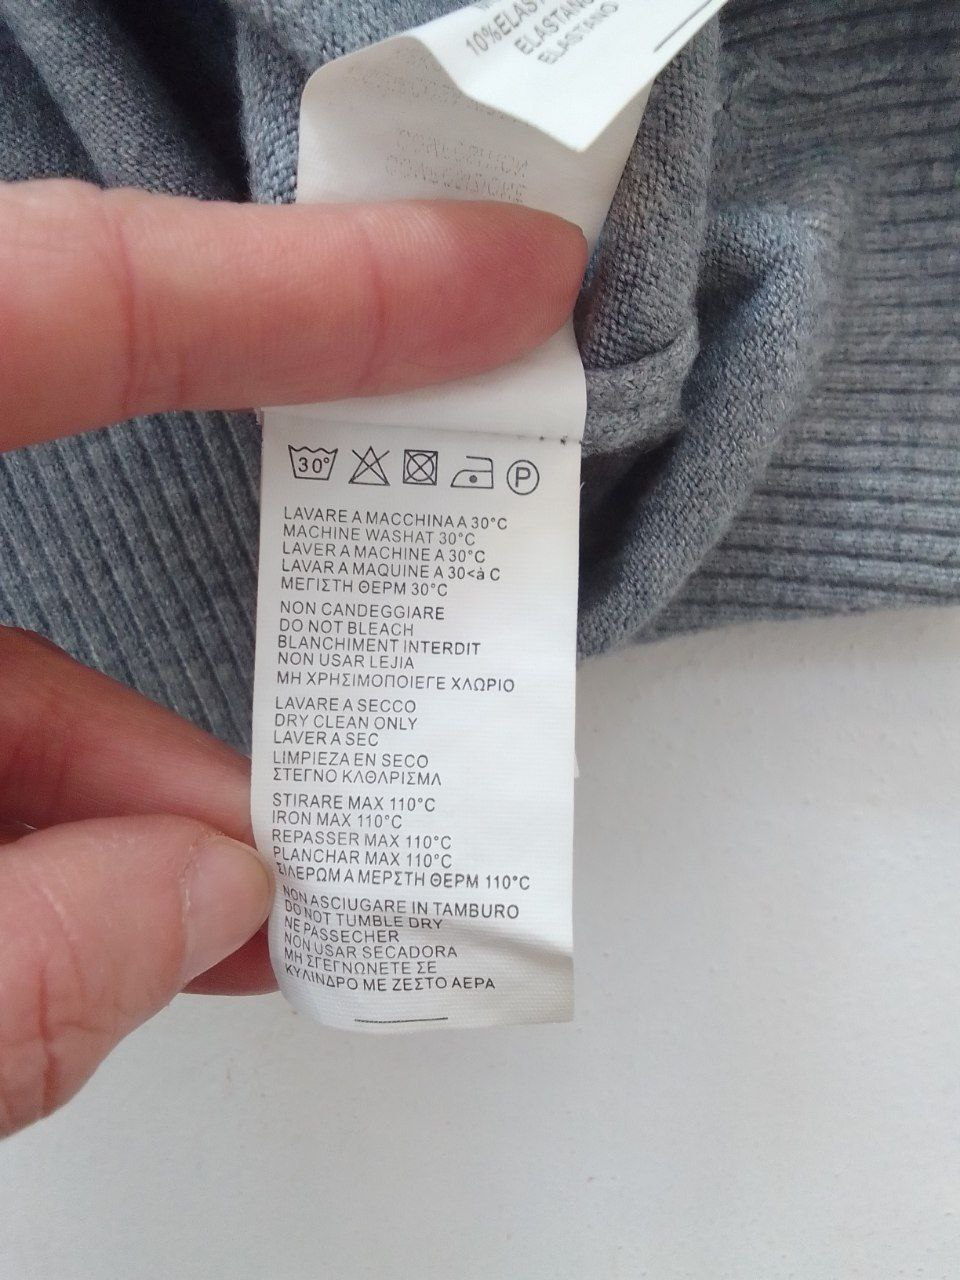 10%ELAST
ELASTANO
ELASTANO
30°
P
LAVARE A MACCHINA A 30°C
MACHINE WASHAT 30°C
LAVER A MACHINE A 30°C
LAVAR A MAQUINE A 30<à C
ΜΕΓΙΣΤΗ ΘΕΡΜ 30°C
NON CANDEGGIARE
DO NOT BLEACH
BLANCHIMENT INTERDIT
NON USAR LEJIA
ΜΗ ΧΡΗΣΙΜΟΠΟΙΕΓΕ ΧΛΩΡΙΟ
LAVARE A SECCO
DRY CLEAN ONLY
LAVER A SEC
LIMPIEZA EN SECO
ΣΤΕΓΝΟ ΚΛΘΛΡΙΣΜΛ
STIRARE MAX 110°C
IRON MAX 110°C
REPASSER MAX 110°C
PLANCHAR MAX 110°C
ΣΙΛΕΡΩΜ Α ΜΕΡΣΤΗ ΘΕΡΜ 110°C
NON ASCIUGARE IN TAMBURO
DO NOT TUMBLE DRY
NE PASSECHER
NON USAR SECADORA
ΜΗ ΣΓΕΓΝΩΝΕΤΕ ΣΕ
ΚΥΛΙΝΔΡΟ ΜΕ ΖΕΣΤΟ ΑΕΡΑ